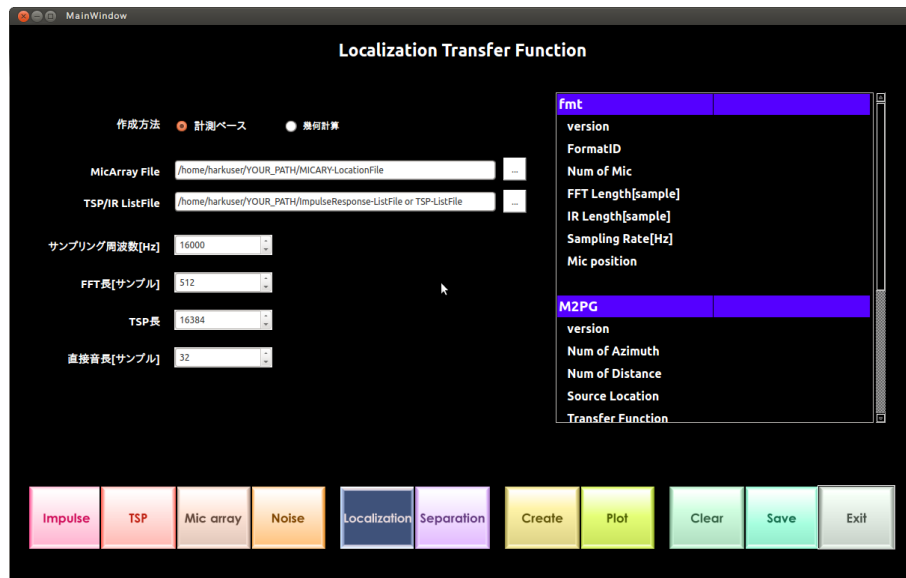 MainWindow
Localization Transfer Function
作成方法 計測ベース 幾何計算
MicArray File /home/harkuser/YOUR_PATH/MICARY-LocationFile ...
TSP/IR ListFile /home/harkuser/YOUR_PATH/ImpulseResponse-ListFile or TSP-ListFile ...
サンプリング周波数[Hz] 16000
FFT長[サンプル] 512
TSP長 16384
直接音長[サンプル] 32
fmt
version
FormatID
Num of Mic
FFT Length[sample]
IR Length[sample]
Sampling Rate[Hz]
Mic position
M2PG
version
Num of Azimuth
Num of Distance
Source Location
Transfer Function
Impulse TSP Mic array Noise Localization Separation Create Plot Clear Save Exit